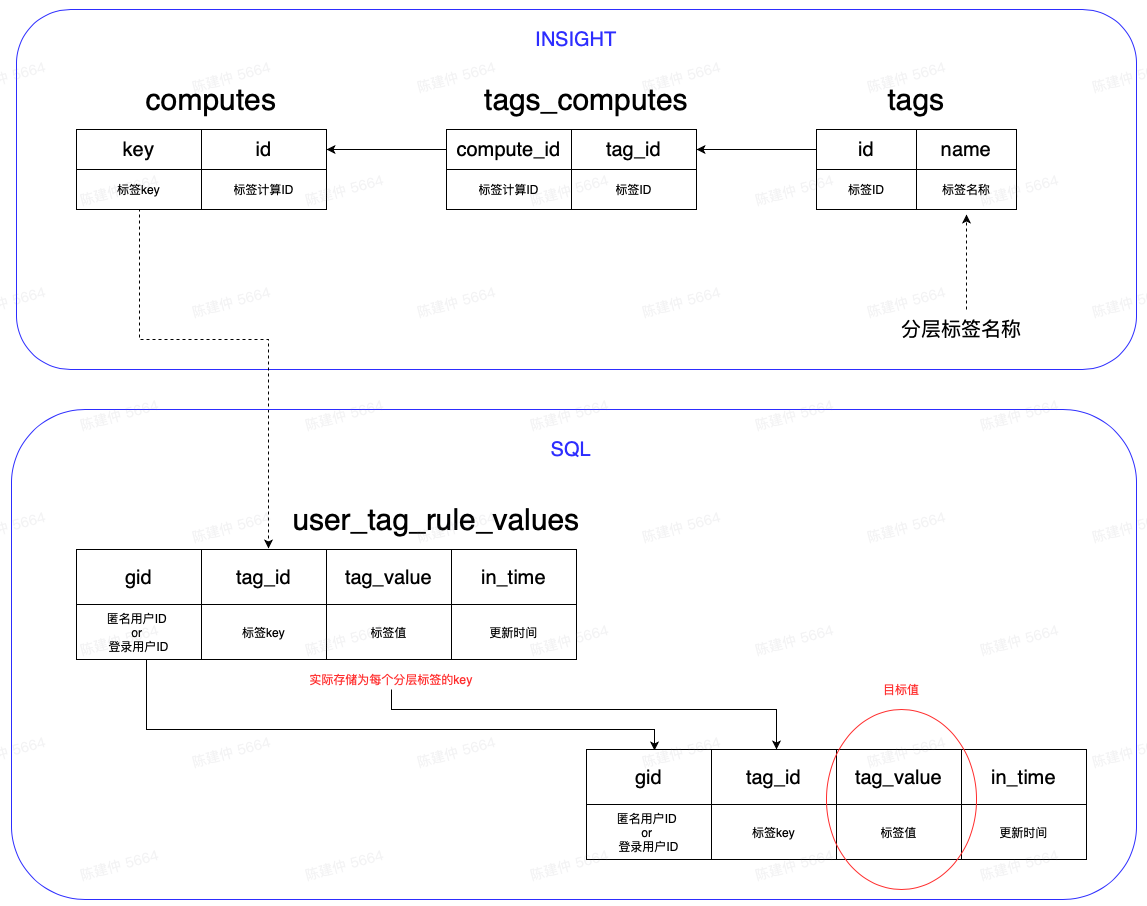 INSIGHT
computes
tags_computes
tags
key
id
compute_id
tag_id
id
name
标签key
标签计算ID
标签计算ID
标签ID
标签ID
标签名称
分层标签名称
SQL
user_tag_rule_values
gid
tag_id
tag_value
in_time
匿名用户ID
or
登录用户ID
标签key
标签值
更新时间
实际存储为每个分层标签的key
目标值
gid
tag_id
tag_value
in_time
匿名用户ID
or
登录用户ID
标签key
标签值
更新时间
陈建仲 5664